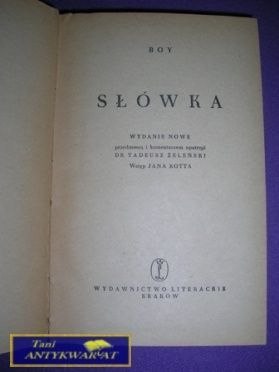 BOY
SŁÓWKA
WYDANIE NOWE
przedmową i komentarzem opatrzył
DR TADEUSZ ŻELEŃSKI
Wstęp JANA KOTTA
WYDAWNICTWO LITERACKIE
KRAKÓW
Tani
ANTYKWARIAT